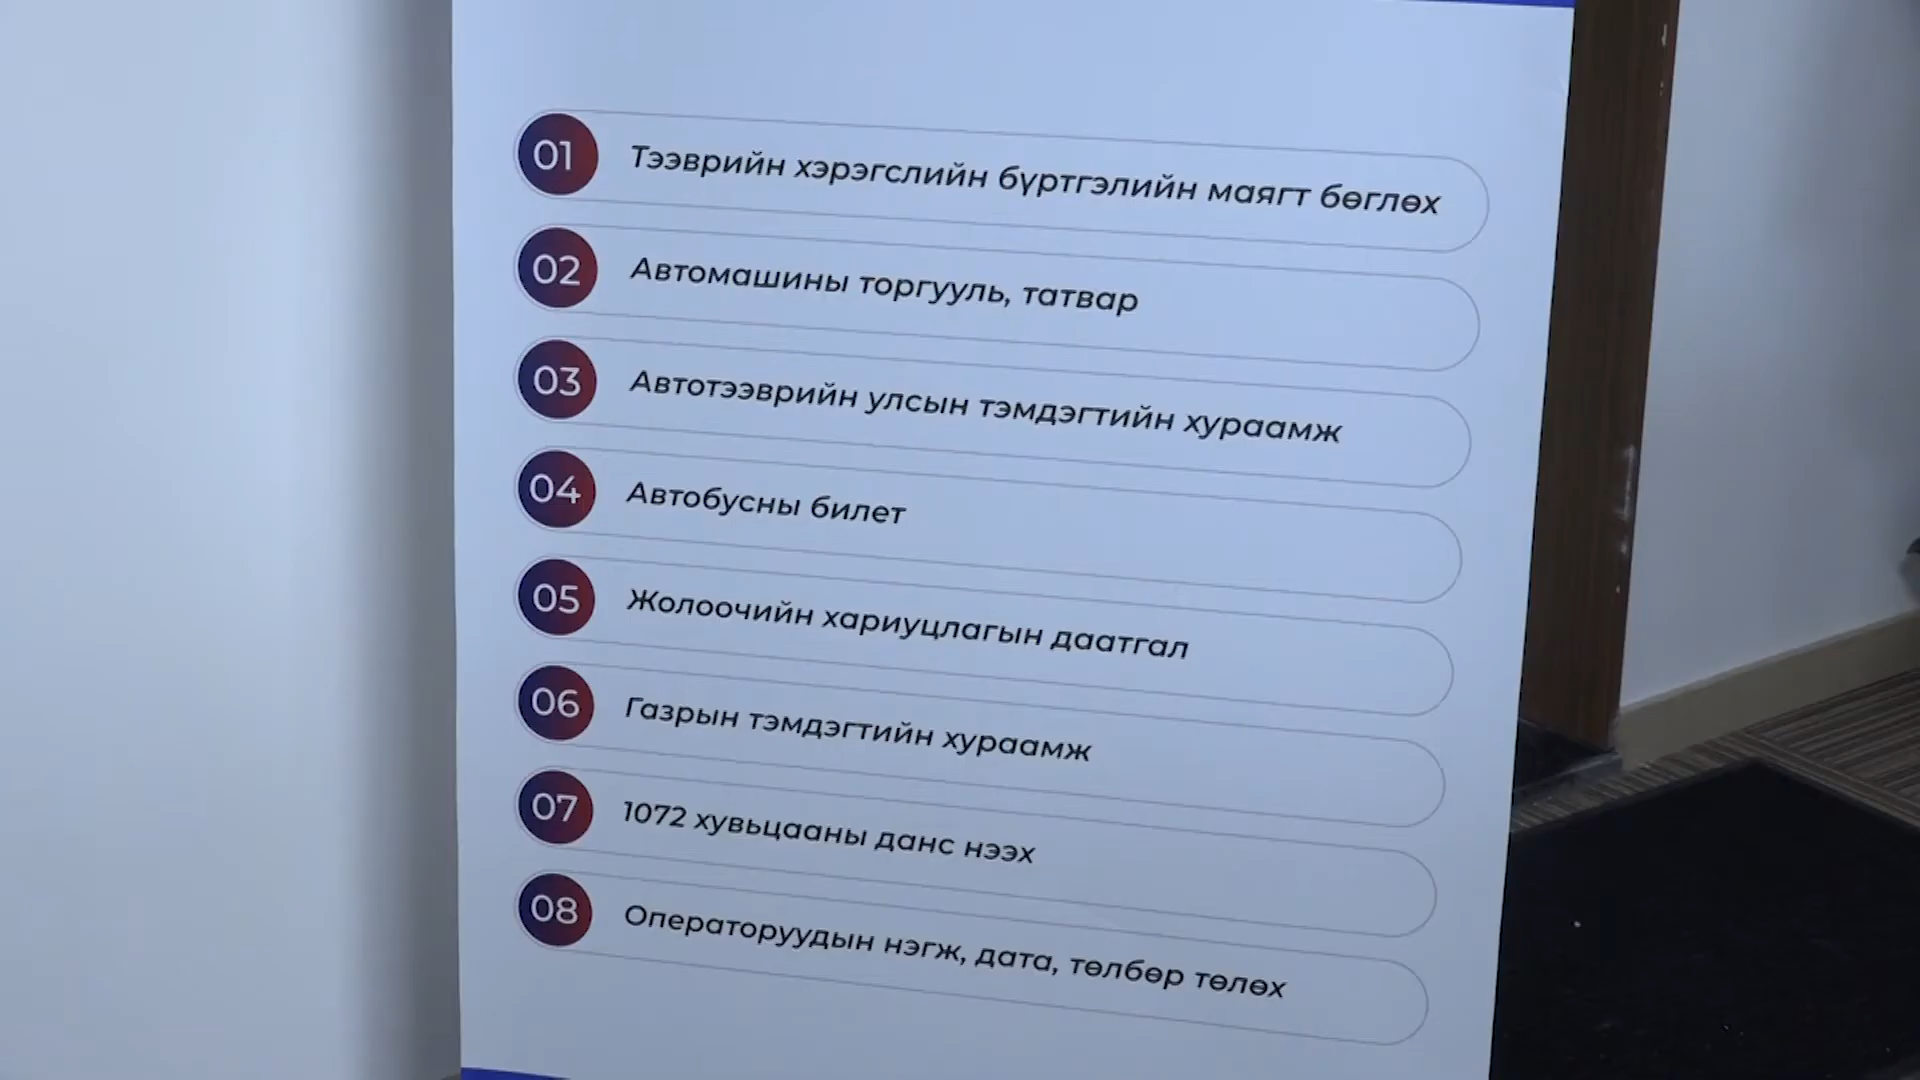 01 Тээврийн хэрэгслийн бүртгэлийн маягт бөглөх
02 Автомашины торгууль, татвар
03 Автотээврийн улсын тэмдэгтийн хураамж
04 Автобусны билет
05 Жолоочийн хариуцлагын даатгал
06 Газрын тэмдэгтийн хураамж
07 1072 хувьцааны данс нээх
08 Операторуудын нэгж, дата, төлбөр төлөх